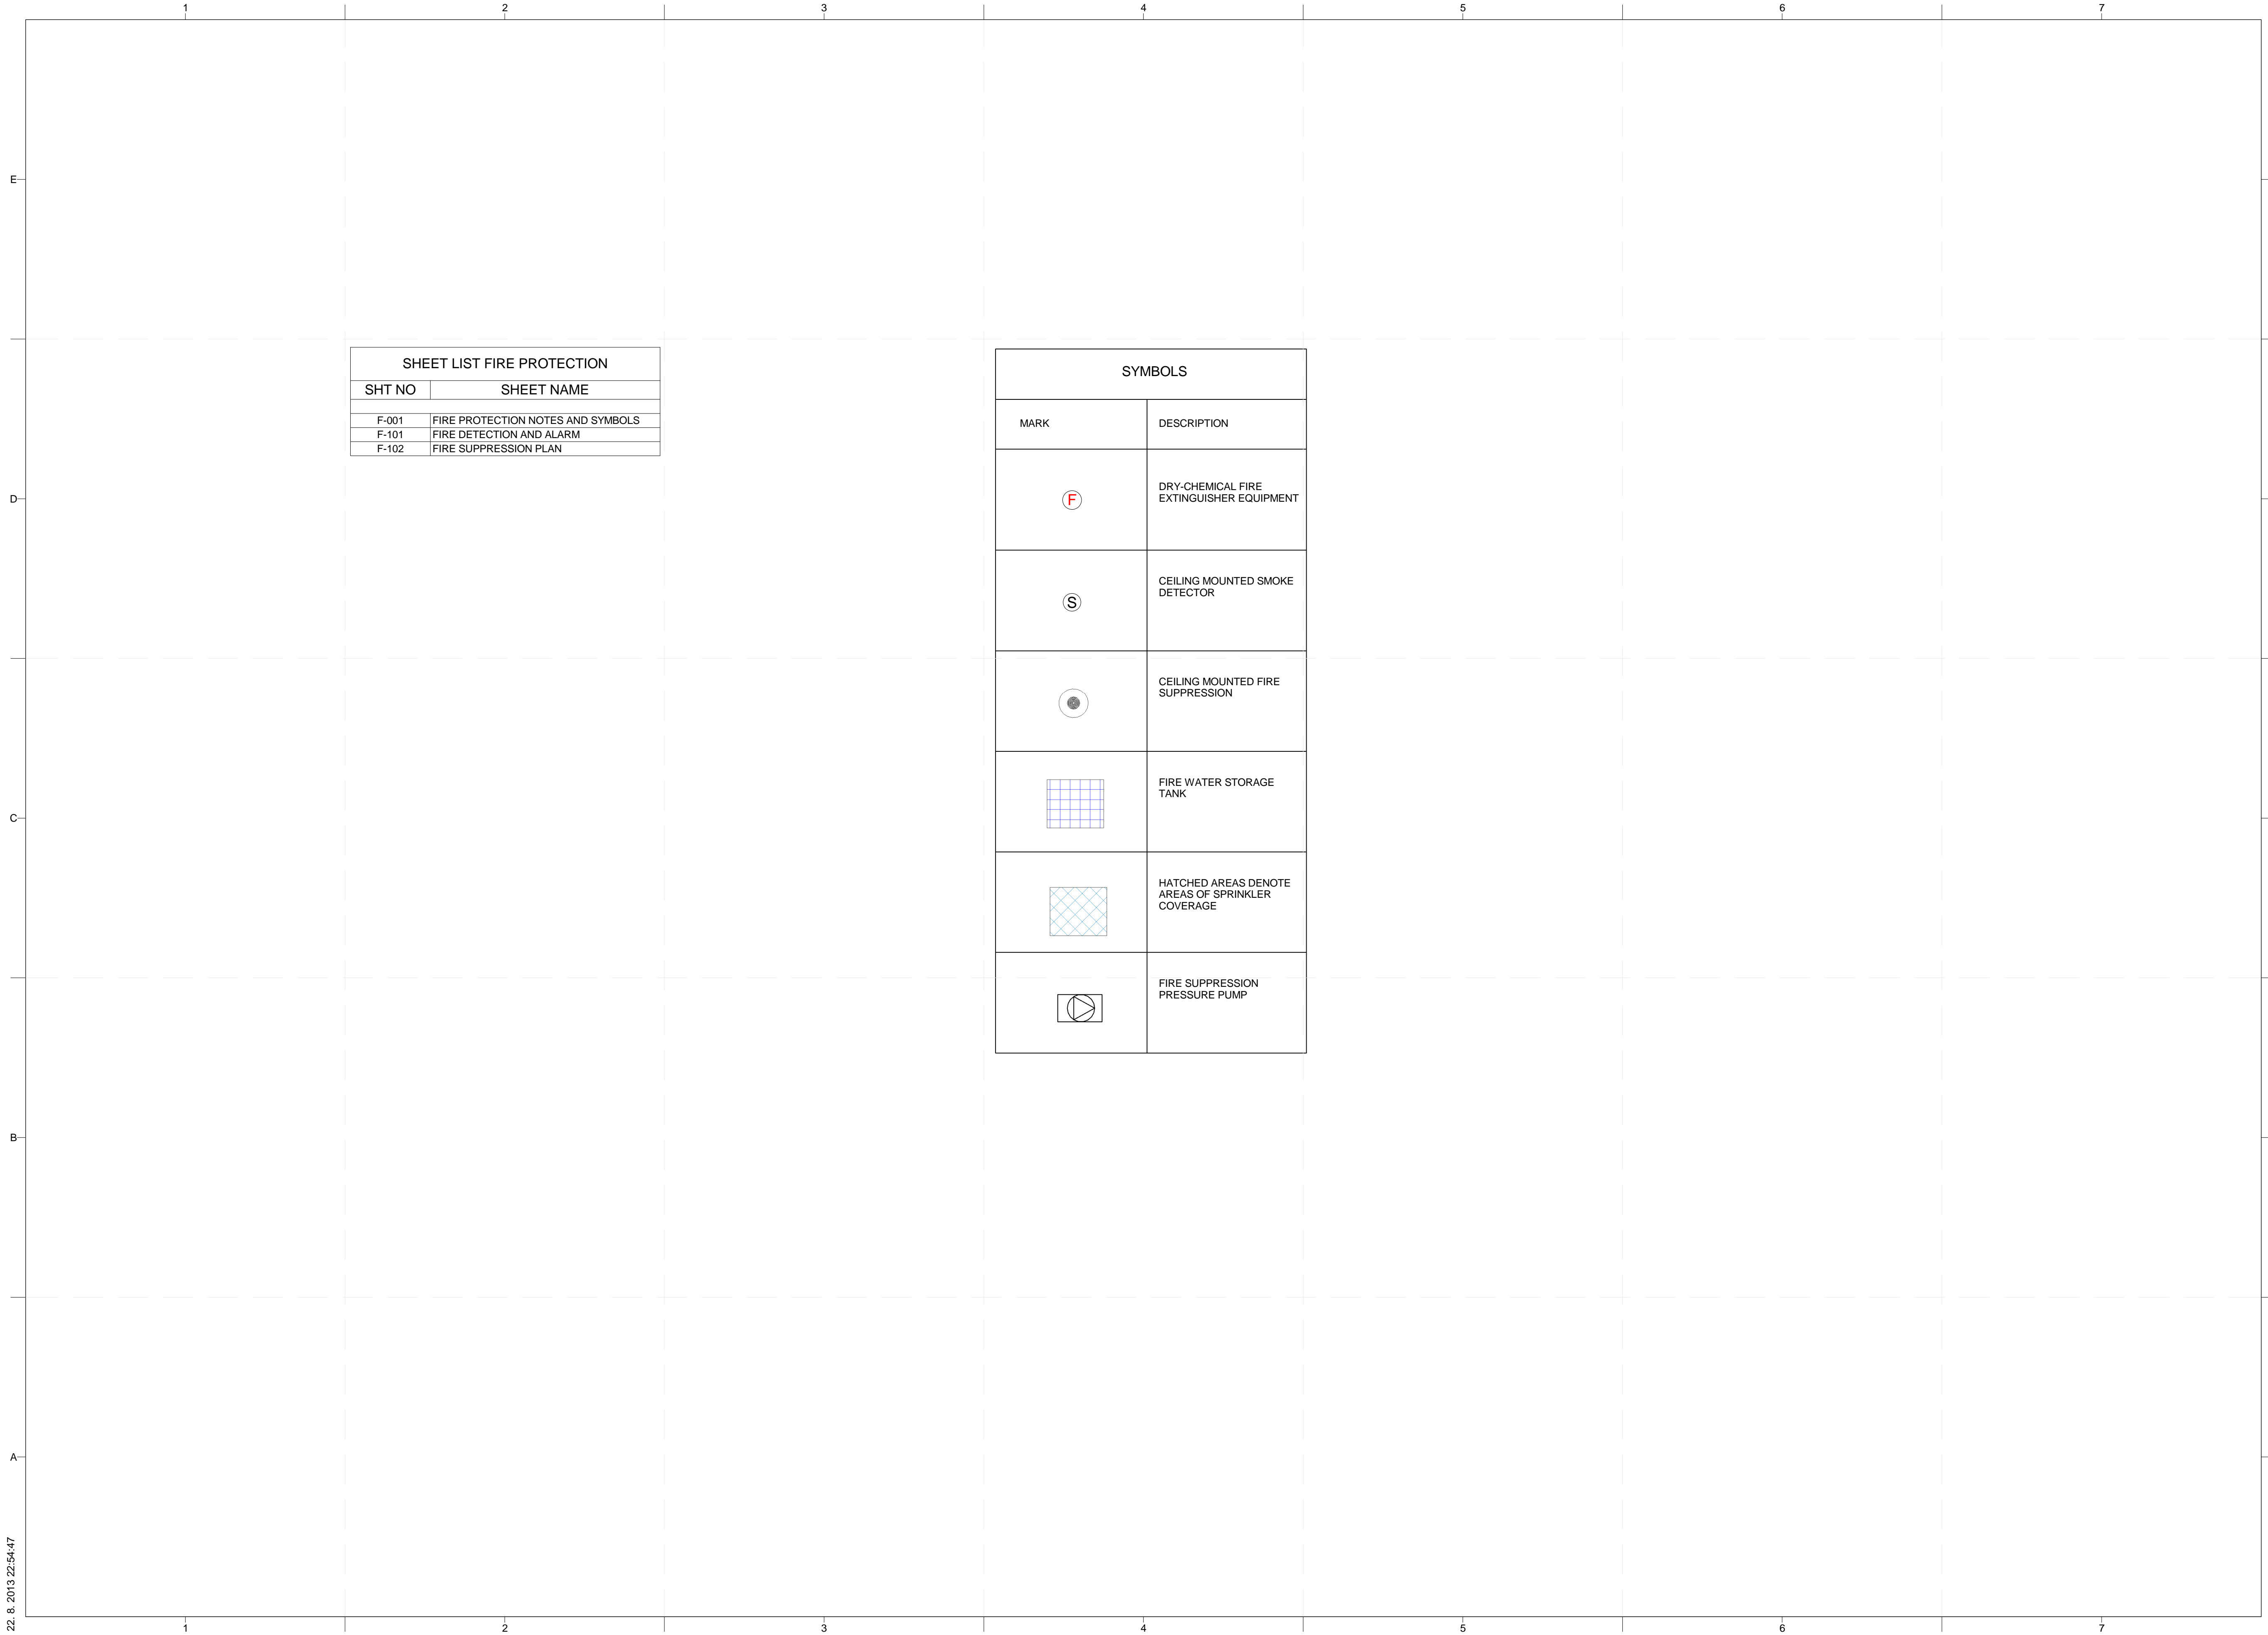 1 2 3 4 5 6 7
E
D
C
B
A
SHEET LIST FIRE PROTECTION
SHT NO SHEET NAME
F-001 FIRE PROTECTION NOTES AND SYMBOLS
F-101 FIRE DETECTION AND ALARM
F-102 FIRE SUPPRESSION PLAN
SYMBOLS
MARK DESCRIPTION
F
DRY-CHEMICAL FIRE
EXTINGUISHER EQUIPMENT
S
CEILING MOUNTED SMOKE
DETECTOR
CEILING MOUNTED FIRE
SUPPRESSION
FIRE WATER STORAGE
TANK
HATCHED AREAS DENOTE
AREAS OF SPRINKLER
COVERAGE
FIRE SUPPRESSION
PRESSURE PUMP
22. 8. 2013 22:54:47
1 2 3 4 5 6 7